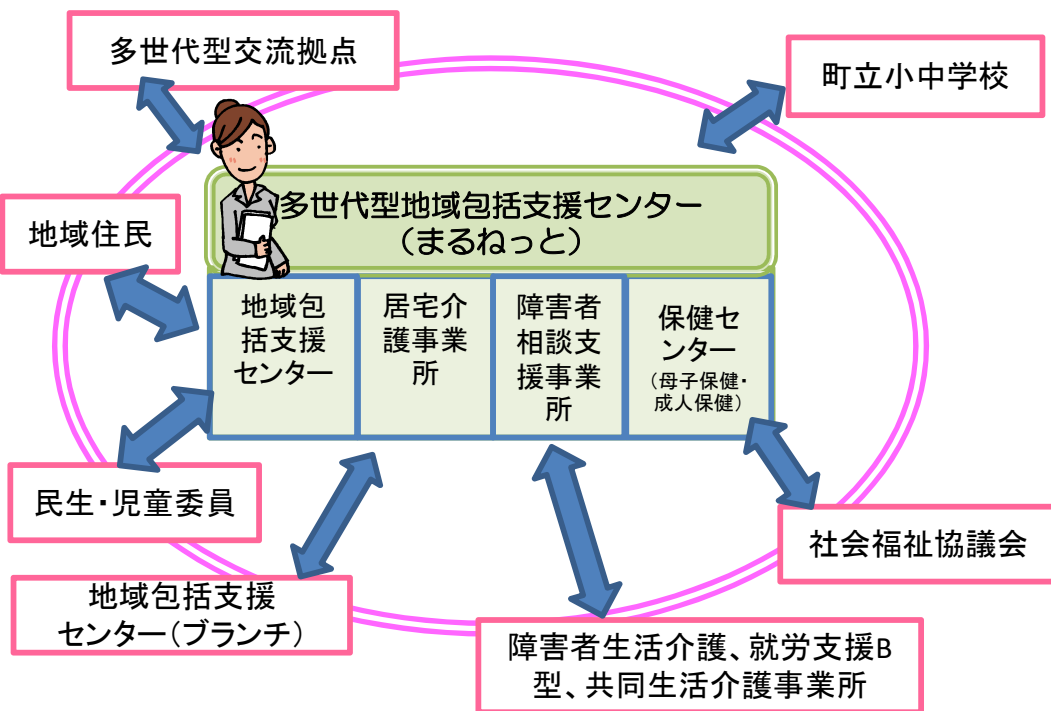 多世代型交流拠点
町立小中学校
多世代型地域包括支援センター
（まるねっと）
地域住民
地域包
括支援
センター
居宅介
護事業
所
障害者
相談支
援事業
所
保健セ
ンター
（母子保健・
成人保健）
民生・児童委員
社会福祉協議会
地域包括支援
センター（ブランチ）
障害者生活介護、就労支援B
型、共同生活介護事業所